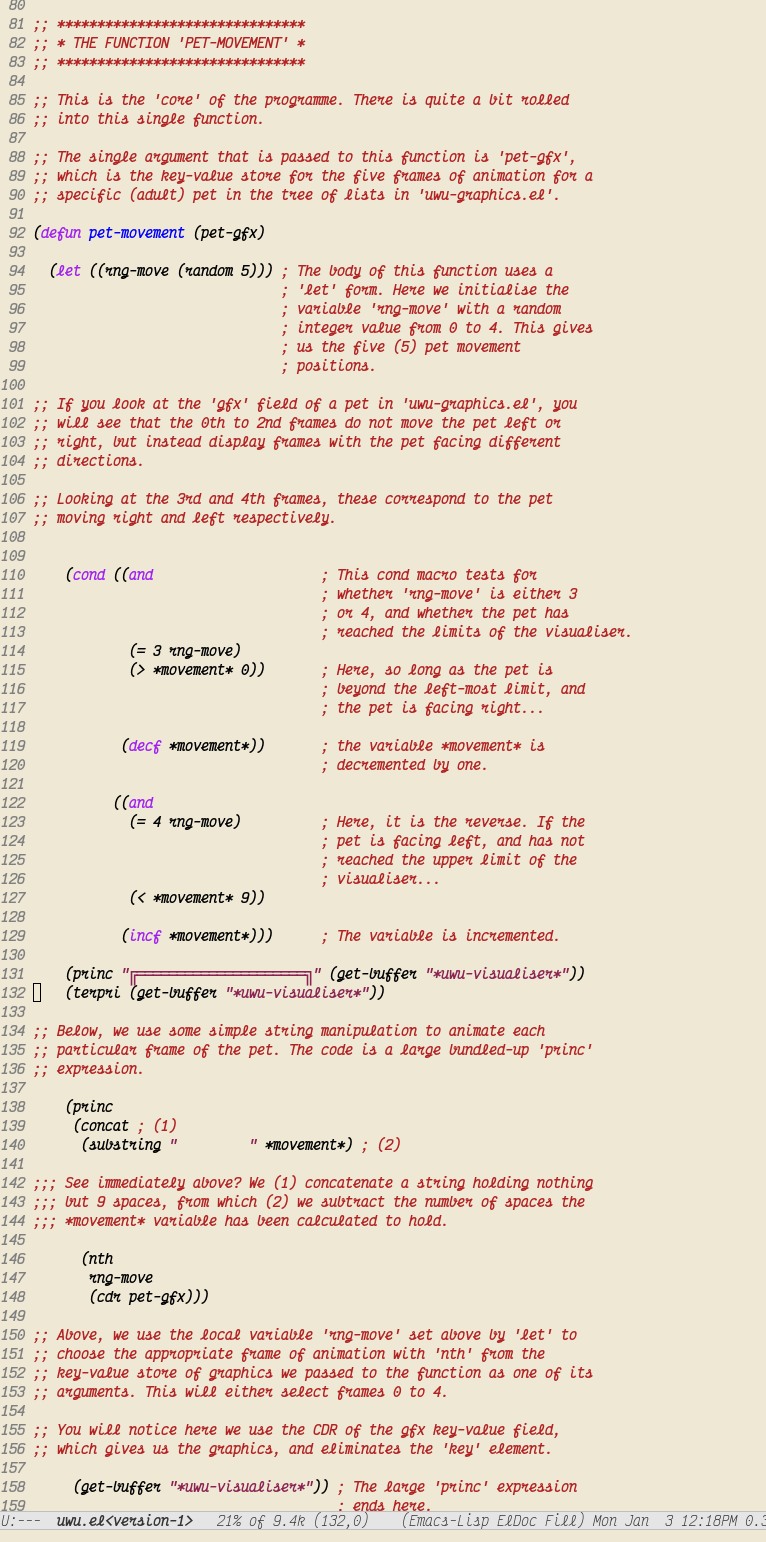 80
81 ;; *******************************
82 ;; * THE FUNCTION 'PET-MOVEMENT' *
83 ;; *******************************
84
85 ;; This is the 'core' of the programme. There is quite a bit rolled
86 ;; into this single function.
87
88 ;; The single argument that is passed to this function is 'pet-gfx',
89 ;; which is the key-value store for the five frames of animation for a
90 ;; specific (adult) pet in the tree of lists in 'uwu-graphics.el'.
91
92 (defun pet-movement (pet-gfx)
93
94   (let ((rng-move (random 5))) ; The body of this function uses a
95                                ; 'let' form. Here we initialise the
96                                ; variable 'rng-move' with a random
97                                ; integer value from 0 to 4. This gives
98                                ; us the five (5) pet movement
99                                ; positions.
100
101 ;; If you look at the 'gfx' field of a pet in 'uwu-graphics.el', you
102 ;; will see that the 0th to 2nd frames do not move the pet left or
103 ;; right, but instead display frames with the pet facing different
104 ;; directions.
105
106 ;; Looking at the 3rd and 4th frames, these correspond to the pet
107 ;; moving right and left respectively.
108
109
110     (cond ((and                     ; This cond macro tests for
111                                     ; whether 'rng-move' is either 3
112                                     ; or 4, and whether the pet has
113                                     ; reached the limits of the visualiser.
114             (= 3 rng-move)
115             (> *movement* 0))       ; Here, so long as the pet is
116                                     ; beyond the left-most limit, and
117                                     ; the pet is facing right...
118
119            (decf *movement*))       ; the variable *movement* is
120                                     ; decremented by one.
121
122           ((and
123             (= 4 rng-move)          ; Here, it is the reverse. If the
124                                     ; pet is facing left, and has not
125                                     ; reached the upper limit of the
126                                     ; visualiser...
127             (< *movement* 9))
128
129            (incf *movement*)))      ; The variable is incremented.
130
131     (princ "╔═════════════════════╗" (get-buffer "*uwu-visualiser*"))
132     (terpri (get-buffer "*uwu-visualiser*"))
133
134 ;; Below, we use some simple string manipulation to animate each
135 ;; particular frame of the pet. The code is a large bundled-up 'princ'
136 ;; expression.
137
138     (princ
139      (concat ; (1)
140       (substring "         " *movement*) ; (2)
141
142 ;;; See immediately above? We (1) concatenate a string holding nothing
143 ;;; but 9 spaces, from which (2) we subtract the number of spaces the
144 ;;; *movement* variable has been calculated to hold.
145
146       (nth
147        rng-move
148        (cdr pet-gfx)))
149
150 ;; Above, we use the local variable 'rng-move' set above by 'let' to
151 ;; choose the appropriate frame of animation with 'nth' from the
152 ;; key-value store of graphics we passed to the function as one of its
153 ;; arguments. This will either select frames 0 to 4.
154
155 ;; You will notice here we use the CDR of the gfx key-value field,
156 ;; which gives us the graphics, and eliminates the 'key' element.
157
158      (get-buffer "*uwu-visualiser*")) ; The large 'princ' expression
159                                       ; ends here.
U:--- uwu.el<version-1> 21% of 9.4k (132,0) (Emacs-Lisp ElDoc Fill) Mon Jan 3 12:18PM 0.3